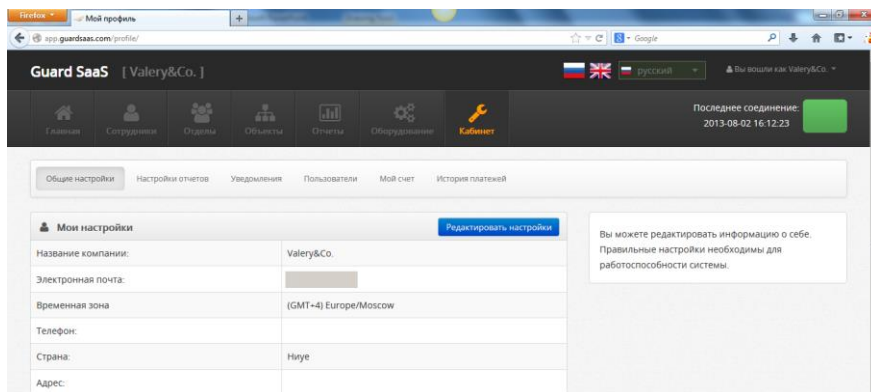 Firefox
Мой профиль
app.guardsaas.com/profile/
Google
Guard SaaS [ Valery&Co. ]
русский
Вы вошли как Valery&Co.
Главная
Сотрудники
Отделы
Объекты
Отчеты
Оборудование
Кабинет
Последнее соединение:
2013-08-02 16:12:23
Общие настройки
Настройки отчетов
Уведомления
Пользователи
Мой счет
История платежей
Мои настройки
Редактировать настройки
Название компании: Valery&Co.
Электронная почта:
Временная зона (GMT+4) Europe/Moscow
Телефон:
Страна: Ниуе
Адрес:
Вы можете редактировать информацию о себе.
Правильные настройки необходимы для
работоспособности системы.